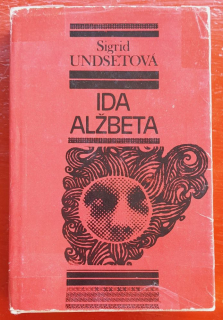 Sigrid
UNDSETOVÁ
IDA
ALŽBETA